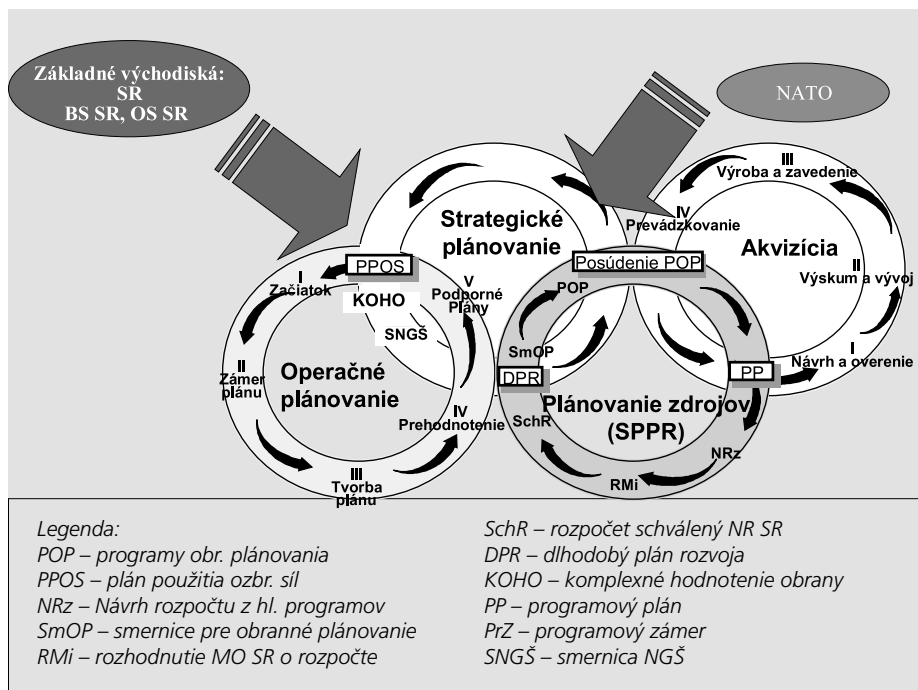 Základné východiská:
SR
BS SR, OS SR
NATO
III
Výroba a zavedenie
IV
Prevádzkovanie
Strategické
plánovanie
Akvizícia
PPOS
Posúdenie POP
I
Začiatok
KOHO
V
Podporné
Plány
POP
II
Výskum a vývoj
SNGŠ
SmOP
II
Zámer
plánu
Operačné
plánovanie
DPR
PP
I
Návrh a overenie
IV
Prehodnotenie
SchR
Plánovanie zdrojov
(SPPR)
NRz
III
Tvorba
plánu
RMi
Legenda:
POP – programy obr. plánovania
PPOS – plán použitia ozbr. síl
NRz – Návrh rozpočtu z hl. programov
SmOP – smernice pre obranné plánovanie
RMi – rozhodnutie MO SR o rozpočte
SchR – rozpočet schválený NR SR
DPR – dlhodobý plán rozvoja
KOHO – komplexné hodnotenie obrany
PP – programový plán
PrZ – programový zámer
SNGŠ – smernica NGŠ